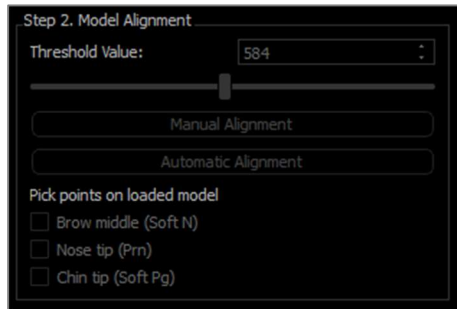 Step 2. Model Alignment
Threshold Value: 584
Manual Alignment
Automatic Alignment
Pick points on loaded model
Brow middle (Soft N)
Nose tip (Prn)
Chin tip (Soft Pg)